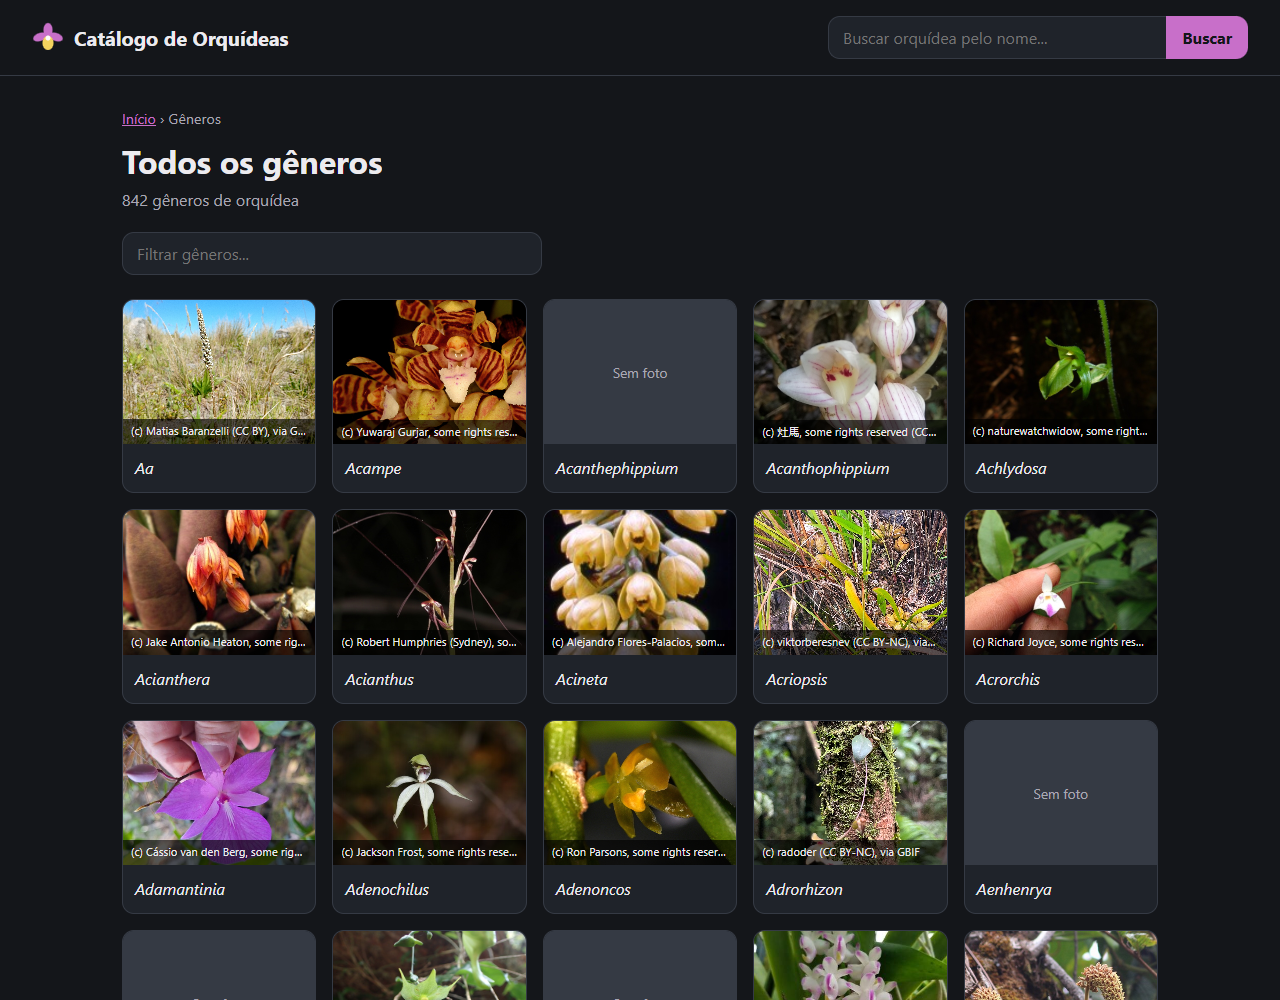 Catálogo de Orquídeas
Buscar orquídea pelo nome...
Buscar
Início › Gêneros
Todos os gêneros
842 gêneros de orquídea
Filtrar gêneros...
(c) Matias Baranzelli (CC BY), via G...
Aa
(c) Yuwaraj Gurjar, some rights res...
Acampe
Sem foto
Acanthephippium
(c) 灶馬, some rights reserved (CC...
Acanthophippium
(c) naturewatchwidow, some right...
Achlydosa
(c) Jake Antonio Heaton, some rig...
Acianthera
(c) Robert Humphries (Sydney), so...
Acianthus
(c) Alejandro Flores-Palacios, som...
Acineta
(c) viktorberesnev (CC BY-NC), via...
Acriopsis
(c) Richard Joyce, some rights res...
Acrorchis
(c) Cássio van den Berg, some rig...
Adamantinia
(c) Jackson Frost, some rights rese...
Adenochilus
(c) Ron Parsons, some rights reser...
Adenoncos
(c) radoder (CC BY-NC), via GBIF
Adrorhizon
Sem foto
Aenhenrya